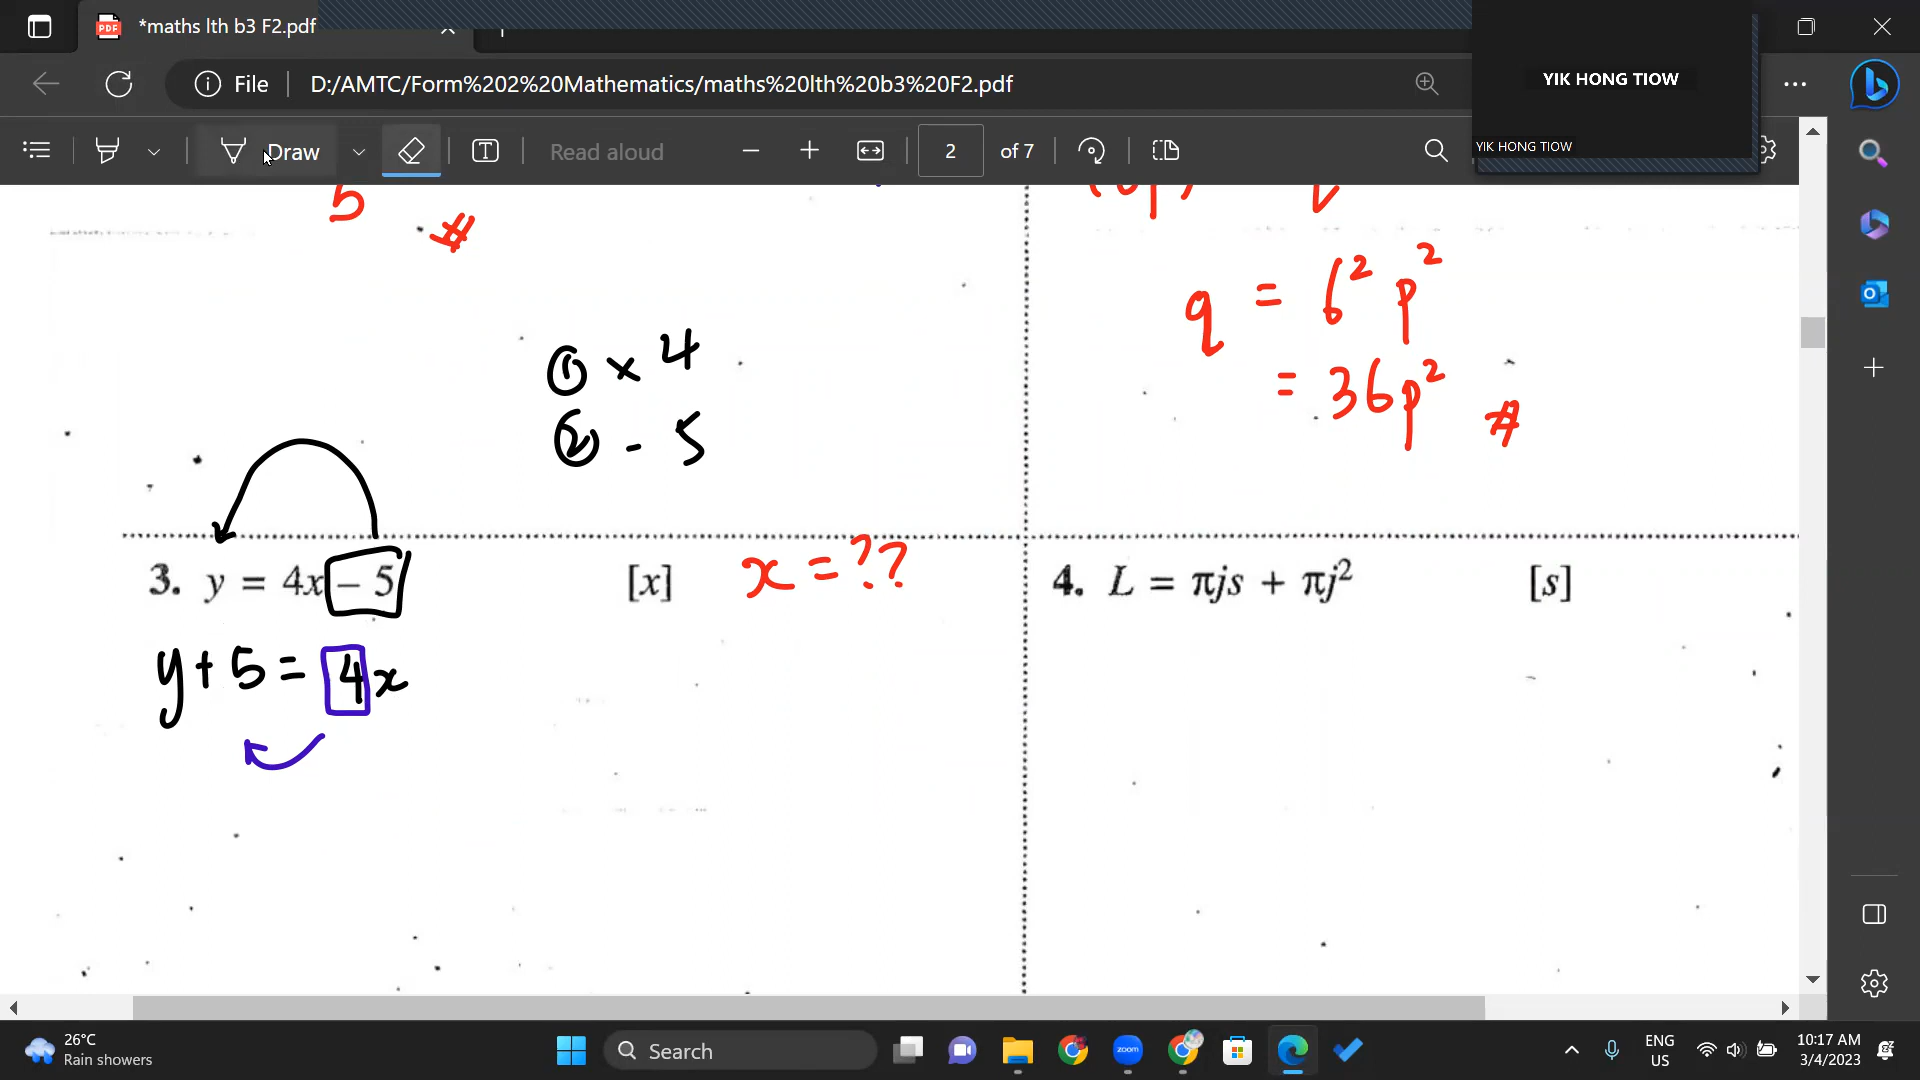 *maths lth b3 F2.pdf
YIK HONG TIOW
YIK HONG TIOW
File
D:/AMTC/Form%202%20Mathematics/maths%20lth%20b3%20F2.pdf
Draw
Read aloud
2
of 7
5
#
q = 6² p²
= 36p²
#
① × 4
② - 5
3. y = 4x - 5
[x]
x = ??
y + 5 = 4x
4. L = πjs + πj²
[s]
26°C
Rain showers
Search
zoom
ENG
US
10:17 AM
3/4/2023